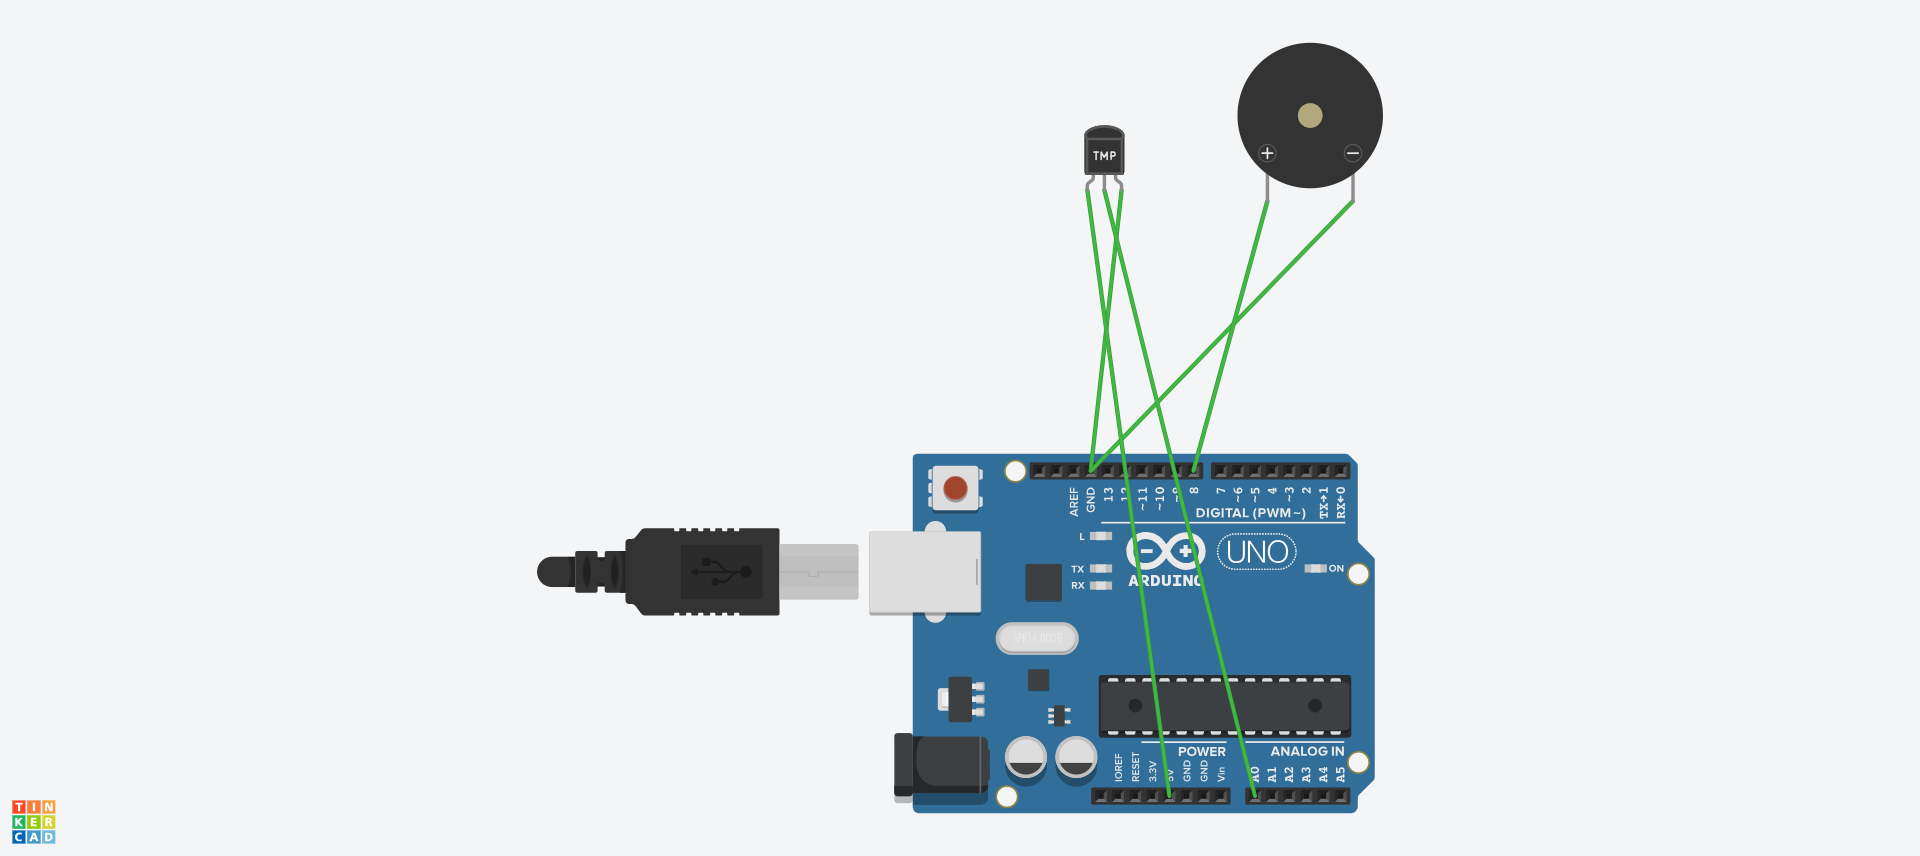 TMP
+ −
AREF GND 13 12 ~11 ~10 ~9 8 7 ~6 ~5 4 ~3 2 TX→1 RX←0
DIGITAL (PWM~)
L
UNO
TX
ON
RX
ARDUINO
SPK16.000G
POWER
ANALOG IN
IOREF RESET 3.3V 5V GND GND Vin A0 A1 A2 A3 A4 A5
TIN
KER
CAD